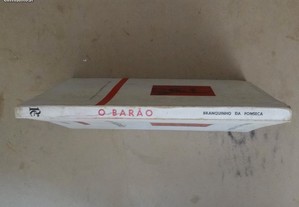 O BARÃO BRANQUINHO DA FONSECA